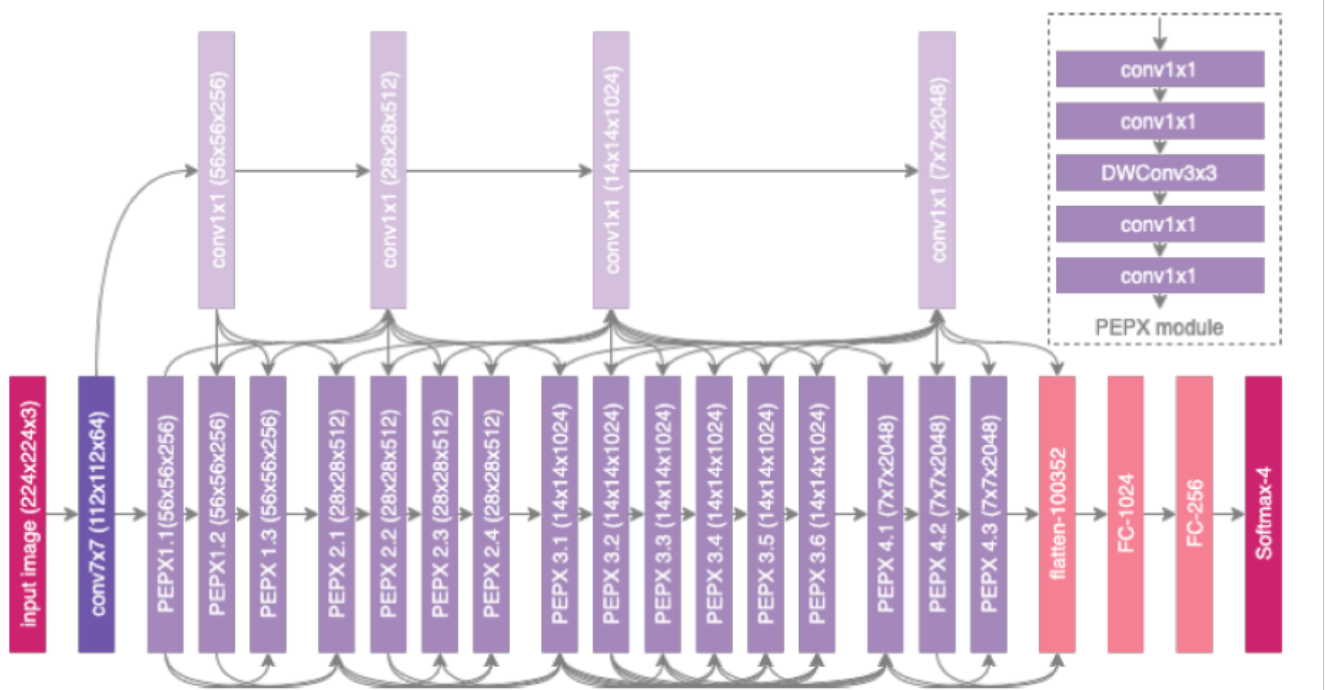 conv1x1 (56x56x256)
conv1x1 (28x28x512)
conv1x1 (14x14x1024)
conv1x1 (7x7x2048)
conv1x1
conv1x1
DWConv3x3
conv1x1
conv1x1
PEPX module
input image (224x224x3)
conv7x7 (112x112x64)
PEPX1.1(56x56x256)
PEPX1.2 (56x56x256)
PEPX 1.3 (56x56x256)
PEPX 2.1 (28x28x512)
PEPX 2.2 (28x28x512)
PEPX 2.3 (28x28x512)
PEPX 2.4 (28x28x512)
PEPX 3.1 (14x14x1024)
PEPX 3.2 (14x14x1024)
PEPX 3.3 (14x14x1024)
PEPX 3.4 (14x14x1024)
PEPX 3.5 (14x14x1024)
PEPX 3.6 (14x14x1024)
PEPX 4.1 (7x7x2048)
PEPX 4.2 (7x7x2048)
PEPX 4.3 (7x7x2048)
flatten-100352
FC-1024
FC-256
Softmax-4